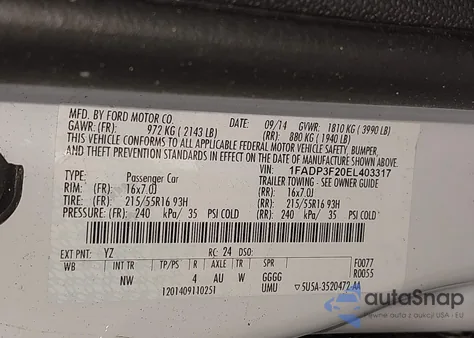 MFD. BY FORD MOTOR CO. DATE: 09/14 GVWR: 1810 KG ( 3990 LB)
GAWR: (FR): 972 KG ( 2143 LB) (RR): 880 KG ( 1940 LB)
THIS VEHICLE CONFORMS TO ALL APPLICABLE FEDERAL MOTOR VEHICLE SAFETY, BUMPER,
AND THEFT PREVENTION STANDARDS IN EFFECT ON THE DATE OF MANUFACTURE SHOWN ABOVE.
VIN: 1FADP3F20EL403317
TYPE: Passenger Car TRAILER TOWING - SEE OWNER GUIDE
RIM: (FR) 16x7.0J (RR) 16x7.0J
TIRE: (FR) 215/55R16 93H (RR) 215/55R16 93H
PRESSURE: (FR) 240 kPa/ 35 PSI COLD (RR) 240 kPa/ 35 PSI COLD
EXT PNT: YZ RC: 24 DSO: F0077
WB INT TR TP/PS R AXLE TR SPR R0055
NW 4 AU W GGGG
1201409110251 UMU 5USA-3520472-AA
autoSnap